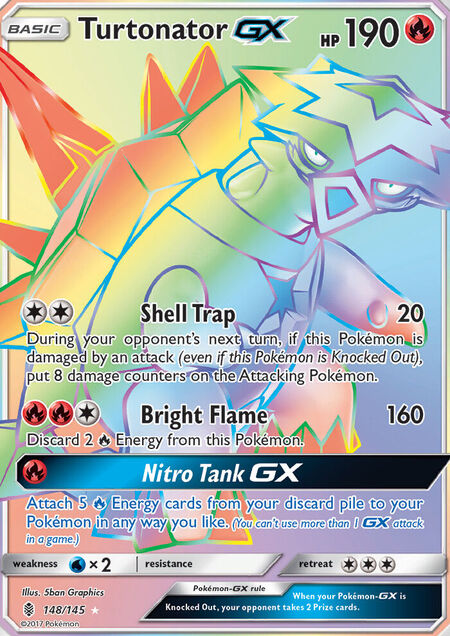 BASIC Turtonator GX HP 190
Shell Trap 20
During your opponent's next turn, if this Pokémon is
damaged by an attack (even if this Pokémon is Knocked Out),
put 8 damage counters on the Attacking Pokémon.
Bright Flame 160
Discard 2 Energy from this Pokémon.
Nitro Tank GX
Attach 5 Energy cards from your discard pile to your
Pokémon in any way you like. (You can't use more than 1 GX attack
in a game.)
weakness ×2 resistance retreat
Illus. 5ban Graphics
148/145
©2017 Pokémon
Pokémon-GX rule
When your Pokémon-GX is
Knocked Out, your opponent takes 2 Prize cards.